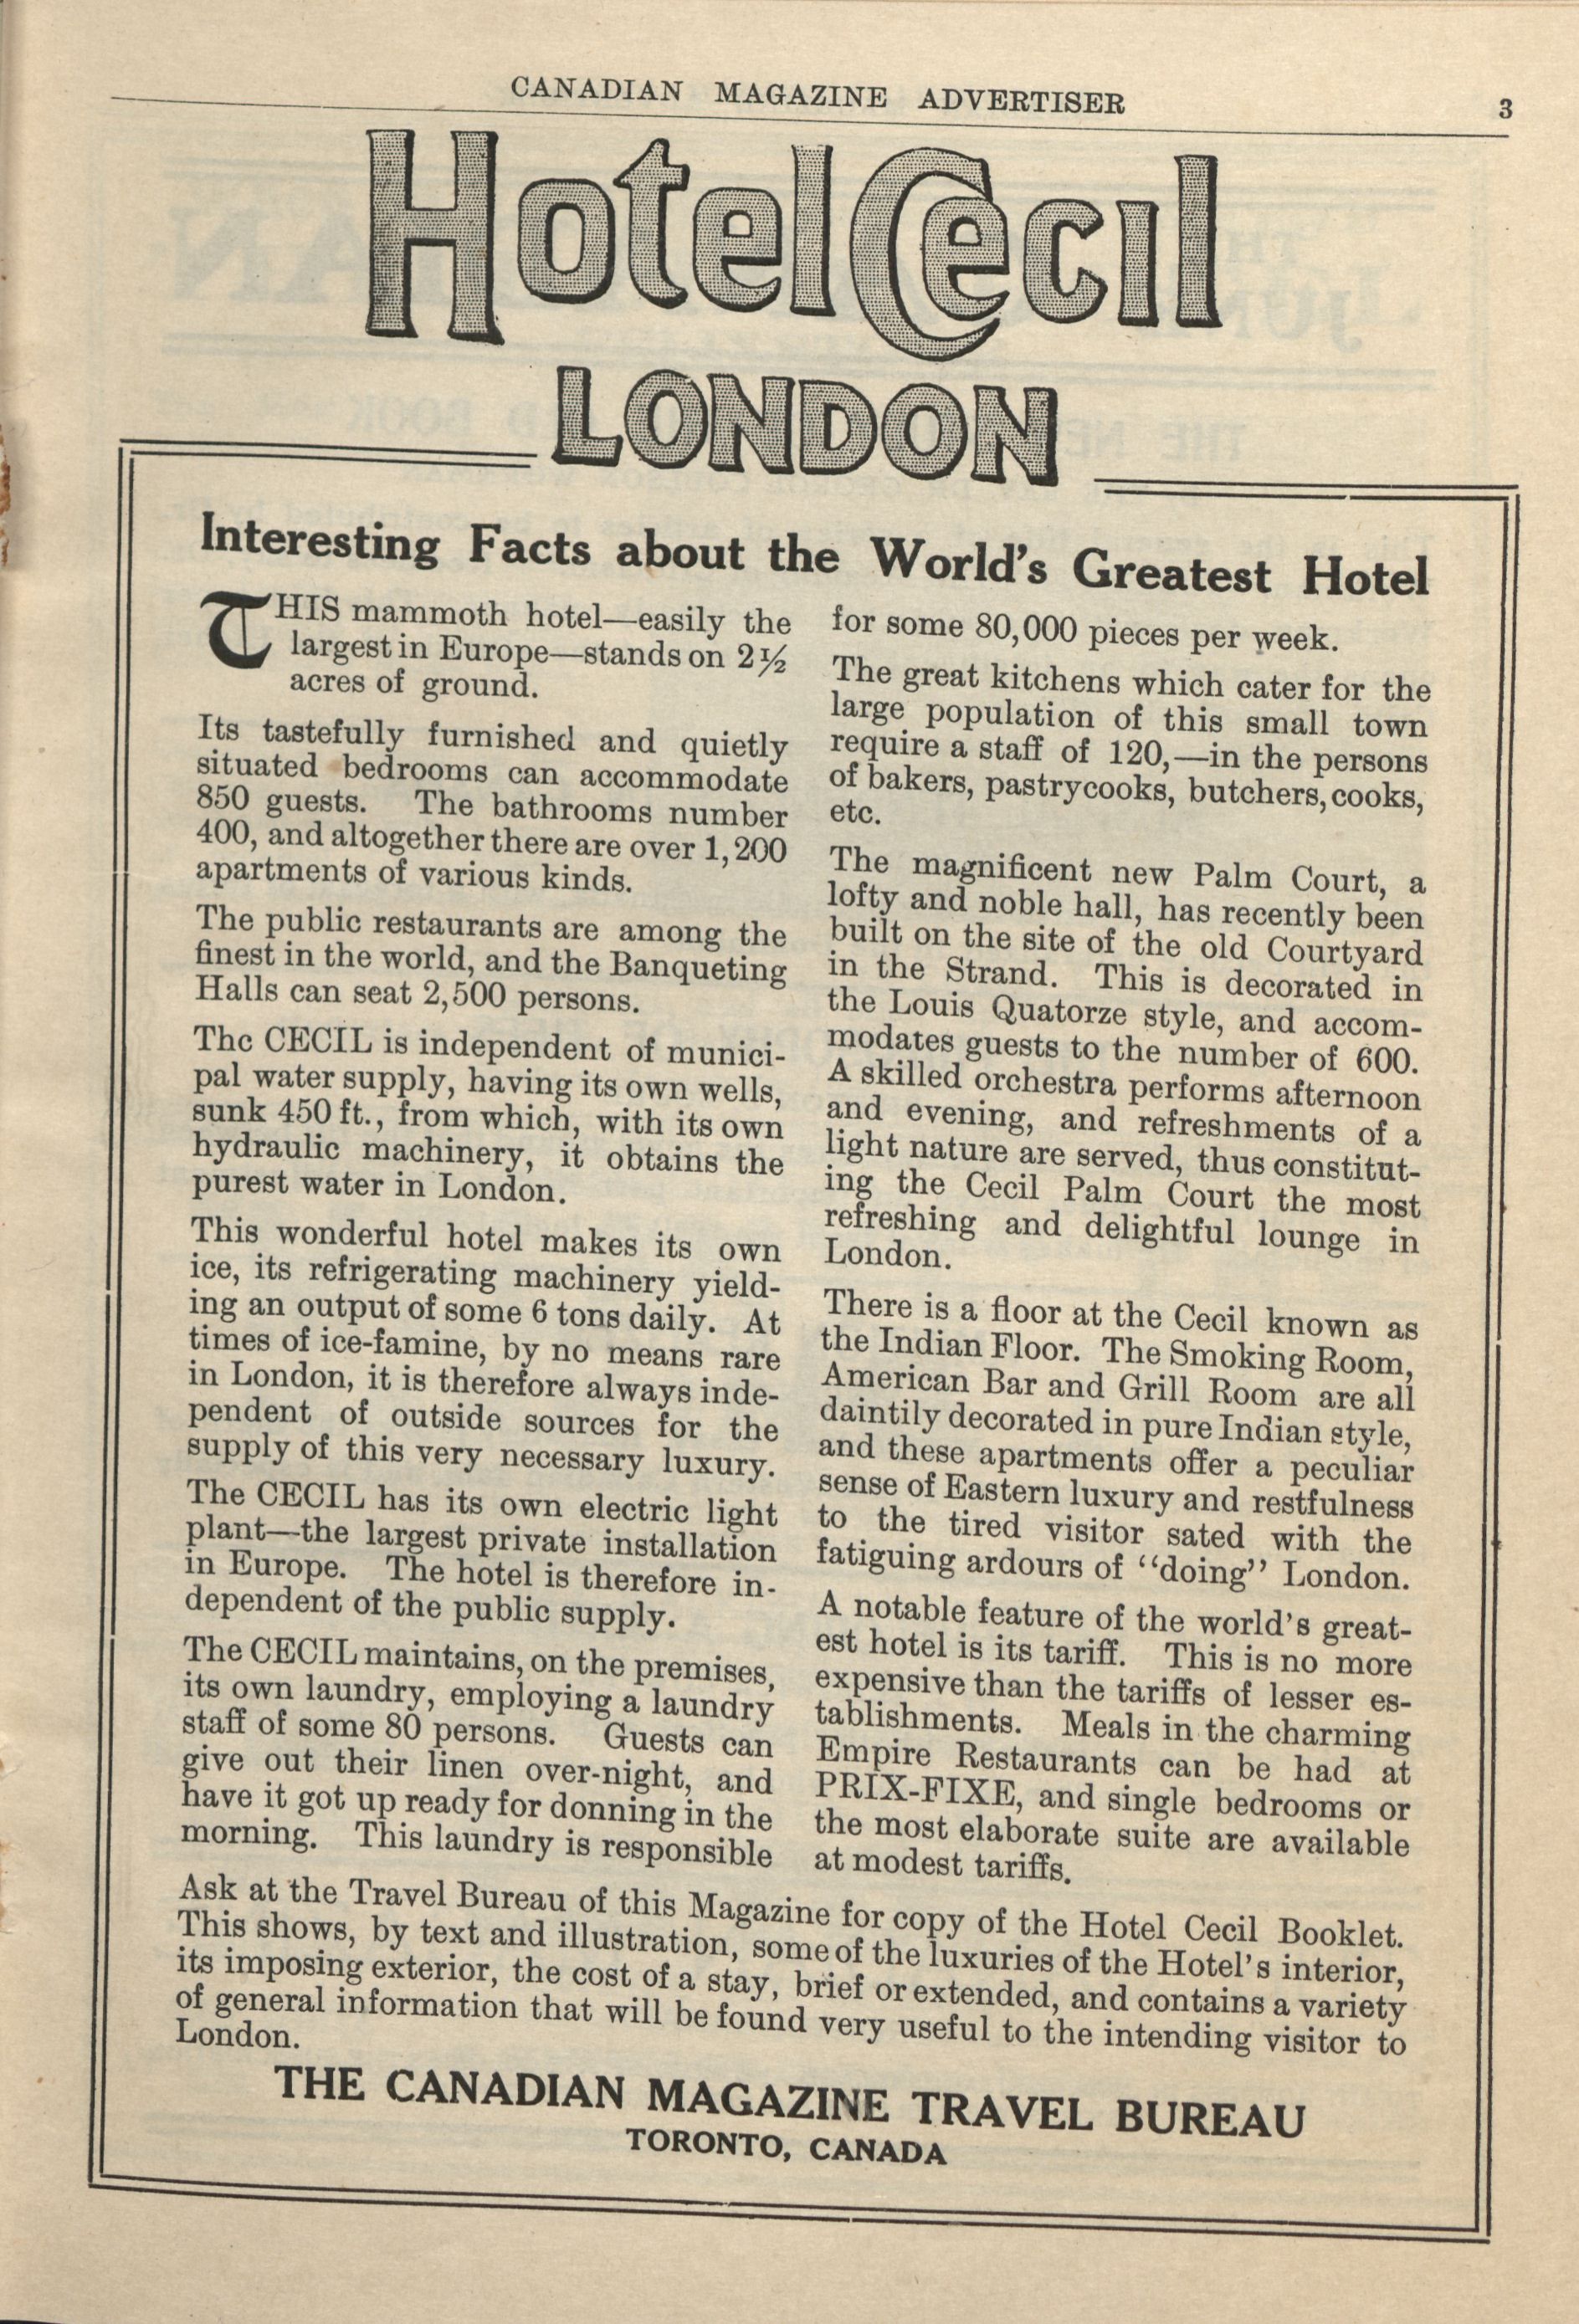 CANADIAN MAGAZINE ADVERTISER 3
Hotel Cecil
LONDON
Interesting Facts about the World's Greatest Hotel
THIS mammoth hotel—easily the
largest in Europe—stands on 2½
acres of ground.
Its tastefully furnished and quietly
situated bedrooms can accommodate
850 guests. The bathrooms number
400, and altogether there are over 1,200
apartments of various kinds.
The public restaurants are among the
finest in the world, and the Banqueting
Halls can seat 2,500 persons.
The CECIL is independent of munici-
pal water supply, having its own wells,
sunk 450 ft., from which, with its own
hydraulic machinery, it obtains the
purest water in London.
This wonderful hotel makes its own
ice, its refrigerating machinery yield-
ing an output of some 6 tons daily. At
times of ice-famine, by no means rare
in London, it is therefore always inde-
pendent of outside sources for the
supply of this very necessary luxury.
The CECIL has its own electric light
plant—the largest private installation
in Europe. The hotel is therefore in-
dependent of the public supply.
The CECIL maintains, on the premises,
its own laundry, employing a laundry
staff of some 80 persons. Guests can
give out their linen over-night, and
have it got up ready for donning in the
morning. This laundry is responsible
for some 80,000 pieces per week.
The great kitchens which cater for the
large population of this small town
require a staff of 120,—in the persons
of bakers, pastrycooks, butchers, cooks,
etc.
The magnificent new Palm Court, a
lofty and noble hall, has recently been
built on the site of the old Courtyard
in the Strand. This is decorated in
the Louis Quatorze style, and accom-
modates guests to the number of 600.
A skilled orchestra performs afternoon
and evening, and refreshments of a
light nature are served, thus constitut-
ing the Cecil Palm Court the most
refreshing and delightful lounge in
London.
There is a floor at the Cecil known as
the Indian Floor. The Smoking Room,
American Bar and Grill Room are all
daintily decorated in pure Indian style,
and these apartments offer a peculiar
sense of Eastern luxury and restfulness
to the tired visitor sated with the
fatiguing ardours of “doing” London.
A notable feature of the world's great-
est hotel is its tariff. This is no more
expensive than the tariffs of lesser es-
tablishments. Meals in the charming
Empire Restaurants can be had at
PRIX-FIXE, and single bedrooms or
the most elaborate suite are available
at modest tariffs.
Ask at the Travel Bureau of this Magazine for copy of the Hotel Cecil Booklet.
This shows, by text and illustration, some of the luxuries of the Hotel's interior,
its imposing exterior, the cost of a stay, brief or extended, and contains a variety
of general information that will be found very useful to the intending visitor to
London.
THE CANADIAN MAGAZINE TRAVEL BUREAU
TORONTO, CANADA